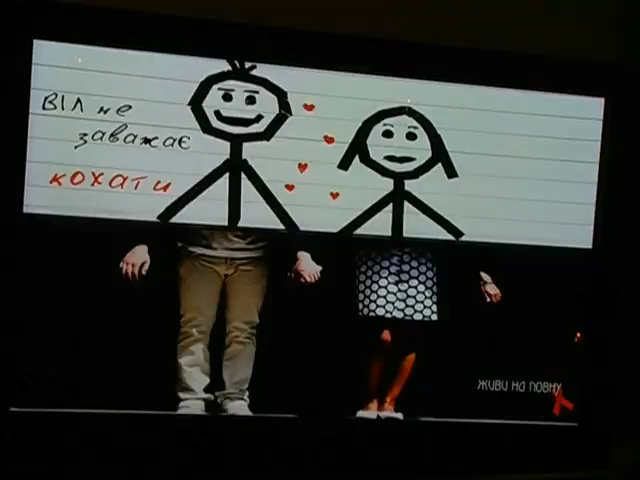 ВІЛ не
заважає
кохати
живи на повну